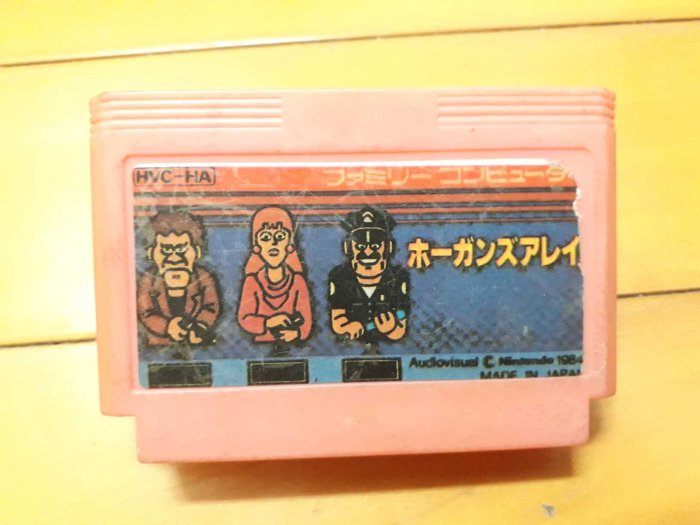 HVC-HA
ファミリー コンピュータ
ホーガンズアレイ
Audiovisual © Nintendo 1984
MADE IN JAPAN